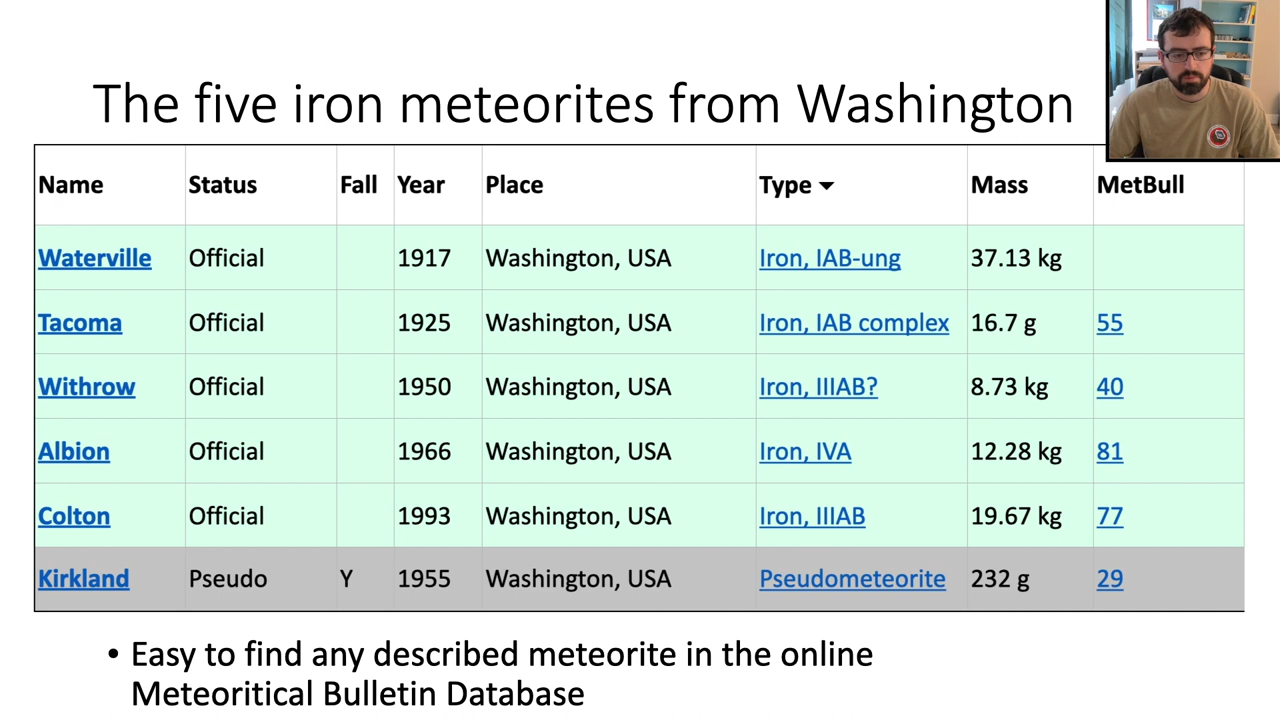 The five iron meteorites from Washington
Name Status Fall Year Place Type ▼ Mass MetBull
Waterville Official 1917 Washington, USA Iron, IAB-ung 37.13 kg
Tacoma Official 1925 Washington, USA Iron, IAB complex 16.7 g 55
Withrow Official 1950 Washington, USA Iron, IIIAB? 8.73 kg 40
Albion Official 1966 Washington, USA Iron, IVA 12.28 kg 81
Colton Official 1993 Washington, USA Iron, IIIAB 19.67 kg 77
Kirkland Pseudo Y 1955 Washington, USA Pseudometeorite 232 g 29
• Easy to find any described meteorite in the online
Meteoritical Bulletin Database